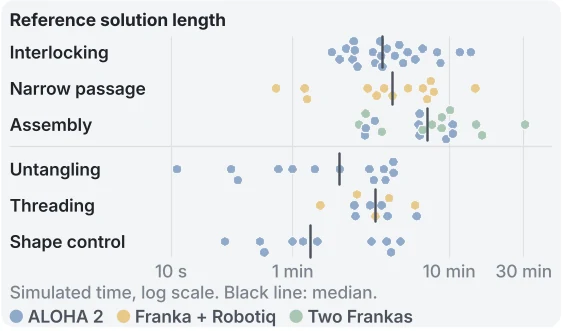 Reference solution length
Interlocking
Narrow passage
Assembly
Untangling
Threading
Shape control
10 s 1 min 10 min 30 min
Simulated time, log scale. Black line: median.
ALOHA 2 Franka + Robotiq Two Frankas